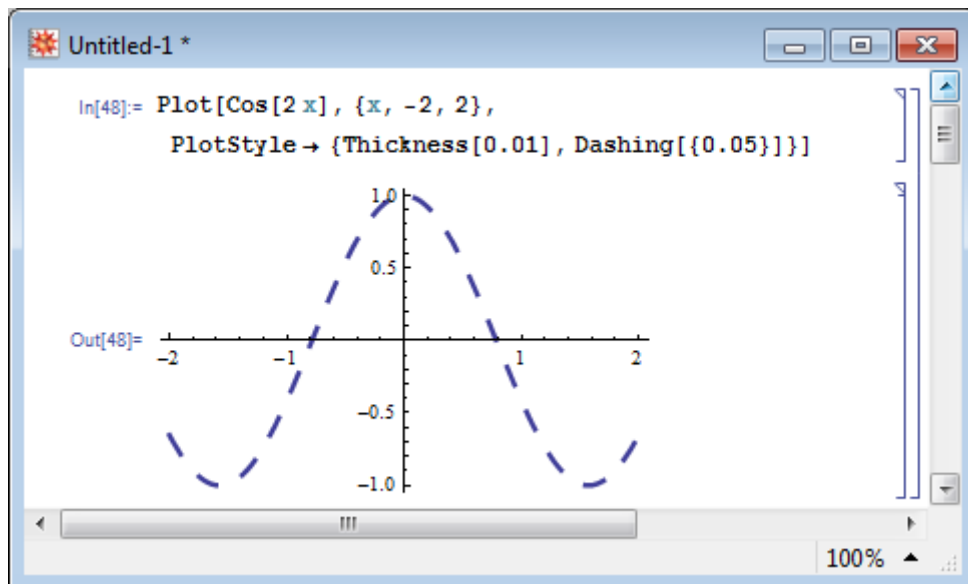 Untitled-1 *
In[48]:= Plot[Cos[2 x], {x, -2, 2},
PlotStyle → {Thickness[0.01], Dashing[{0.05}]}]
1.0
0.5
Out[48]=
-2 -1 1 2
-0.5
-1.0
100%